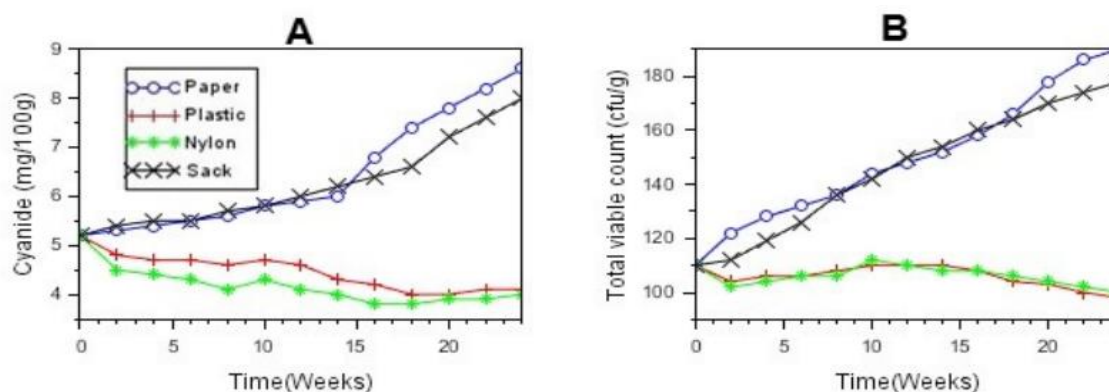 A
Cyanide (mg/100g)
9
8
7
6
5
4
Paper
Plastic
Nylon
Sack
0 5 10 15 20
Time(Weeks)
B
Total viable count (cfu/g)
180
160
140
120
100
0 5 10 15 20
Time(Weeks)